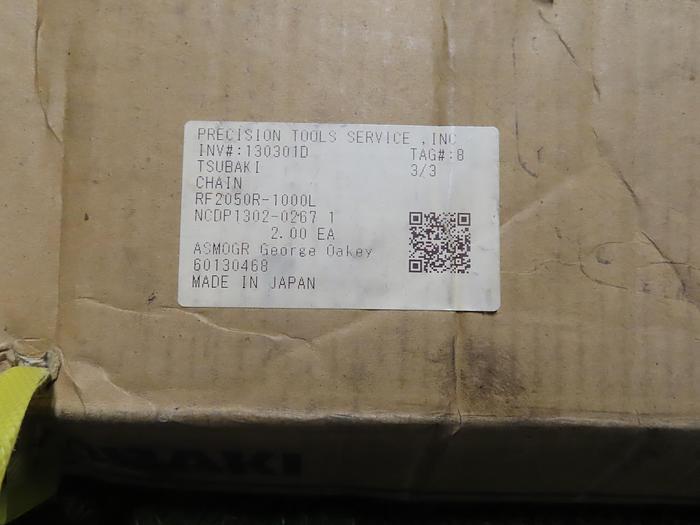 PRECISION TOOLS SERVICE ,INC
INV#:130301D TAG#:8
TSUBAKI 3/3
CHAIN
RF2050R-1000L
NCDP1302-0267 1
2.00 EA
ASMOGR George Oakey
60130468
MADE IN JAPAN
BAKI